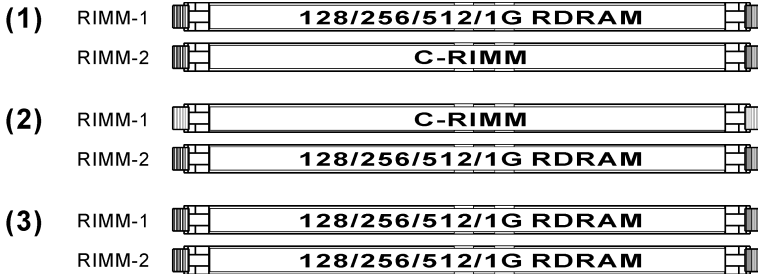 (1) RIMM-1 128/256/512/1G RDRAM
RIMM-2 C-RIMM
(2) RIMM-1 C-RIMM
RIMM-2 128/256/512/1G RDRAM
(3) RIMM-1 128/256/512/1G RDRAM
RIMM-2 128/256/512/1G RDRAM